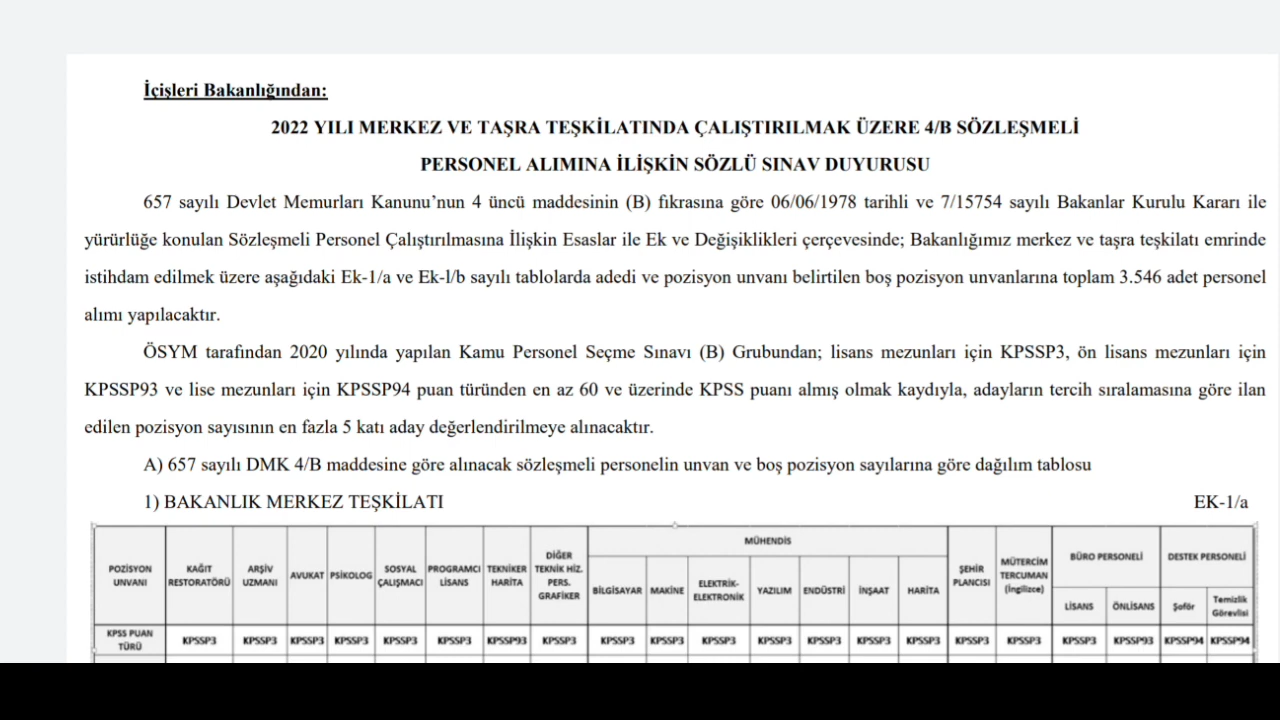 İçişleri Bakanlığından:
2022 YILI MERKEZ VE TAŞRA TEŞKİLATINDA ÇALIŞTIRILMAK ÜZERE 4/B SÖZLEŞMELİ
PERSONEL ALIMINA İLİŞKİN SÖZLÜ SINAV DUYURUSU
657 sayılı Devlet Memurları Kanunu’nun 4 üncü maddesinin (B) fıkrasına göre 06/06/1978 tarihli ve 7/15754 sayılı Bakanlar Kurulu Kararı ile
yürürlüğe konulan Sözleşmeli Personel Çalıştırılmasına İlişkin Esaslar ile Ek ve Değişiklikleri çerçevesinde; Bakanlığımız merkez ve taşra teşkilatı emrinde
istihdam edilmek üzere aşağıdaki Ek-1/a ve Ek-l/b sayılı tablolarda adedi ve pozisyon unvanı belirtilen boş pozisyon unvanlarına toplam 3.546 adet personel
alımı yapılacaktır.
ÖSYM tarafından 2020 yılında yapılan Kamu Personel Seçme Sınavı (B) Grubundan; lisans mezunları için KPSSP3, ön lisans mezunları için
KPSSP93 ve lise mezunları için KPSSP94 puan türünden en az 60 ve üzerinde KPSS puanı almış olmak kaydıyla, adayların tercih sıralamasına göre ilan
edilen pozisyon sayısının en fazla 5 katı aday değerlendirilmeye alınacaktır.
A) 657 sayılı DMK 4/B maddesine göre alınacak sözleşmeli personelin unvan ve boş pozisyon sayılarına göre dağılım tablosu
1) BAKANLIK MERKEZ TEŞKİLATI EK-1/a
POZİSYON UNVANI KAĞIT RESTORATÖRÜ ARŞİV UZMANI AVUKAT PSİKOLOG SOSYAL ÇALIŞMACI PROGRAMCI LİSANS TEKNİKER HARİTA DİĞER TEKNİK HİZ. PERS. GRAFİKER MÜHENDİS ŞEHİR PLANCISI MÜTERCİM TERCUMAN (İngilizce) BÜRO PERSONELİ DESTEK PERSONELİ
BİLGİSAYAR MAKİNE ELEKTRİK-ELEKTRONİK YAZILIM ENDÜSTRİ İNŞAAT HARİTA
LİSANS ÖNLİSANS Şoför Temizlik Görevlisi
KPSS PUAN TÜRÜ KPSSP3 KPSSP3 KPSSP3 KPSSP3 KPSSP3 KPSSP3 KPSSP93 KPSSP3 KPSSP3 KPSSP3 KPSSP3 KPSSP3 KPSSP3 KPSSP3 KPSSP3 KPSSP3 KPSSP3 KPSSP3 KPSSP93 KPSSP94 KPSSP94